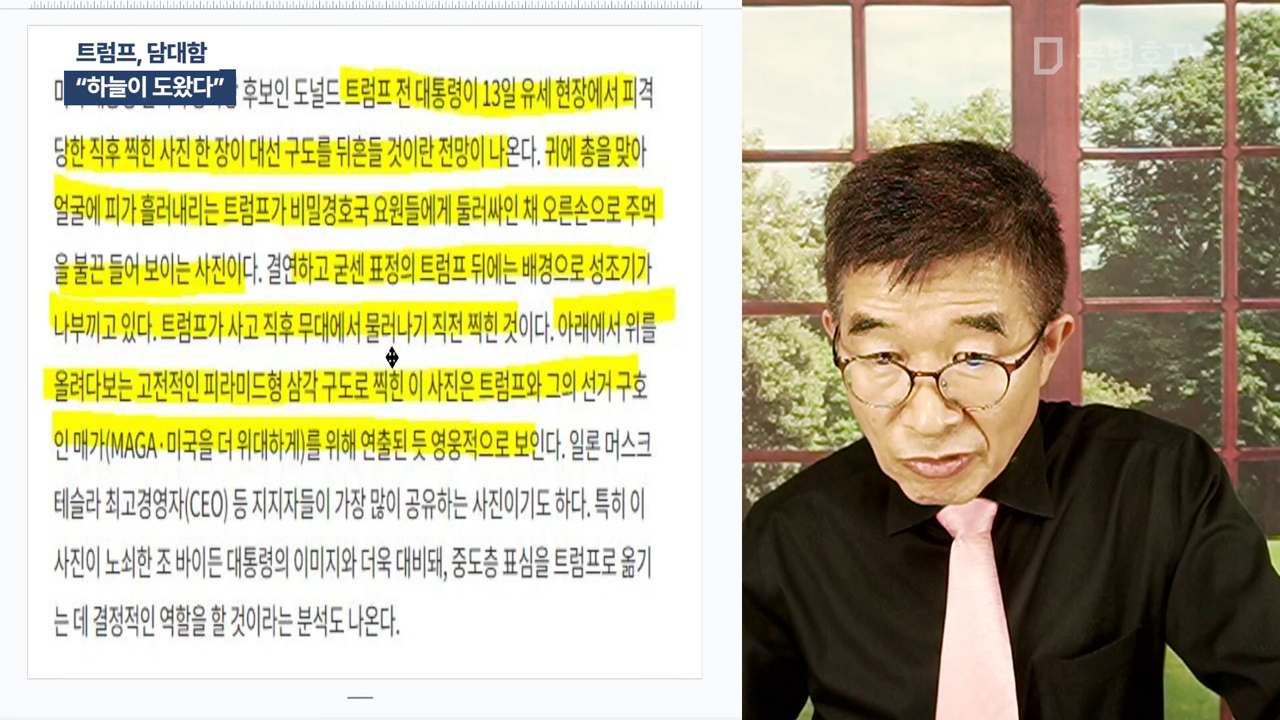 트럼프, 담대함
“하늘이 도왔다”
후보인 도널드 트럼프 전 대통령이 13일 유세 현장에서 피격
당한 직후 찍힌 사진 한 장이 대선 구도를 뒤흔들 것이란 전망이 나온다. 귀에 총을 맞아
얼굴에 피가 흘러내리는 트럼프가 비밀경호국 요원들에게 둘러싸인 채 오른손으로 주먹
을 불끈 들어 보이는 사진이다. 결연하고 굳센 표정의 트럼프 뒤에는 배경으로 성조기가
나부끼고 있다. 트럼프가 사고 직후 무대에서 물러나기 직전 찍힌 것이다. 아래에서 위를
올려다보는 고전적인 피라미드형 삼각 구도로 찍힌 이 사진은 트럼프와 그의 선거 구호
인 매가(MAGA·미국을 더 위대하게)를 위해 연출된 듯 영웅적으로 보인다. 일론 머스크
테슬라 최고경영자(CEO) 등 지지자들이 가장 많이 공유하는 사진이기도 하다. 특히 이
사진이 노쇠한 조 바이든 대통령의 이미지와 더욱 대비돼, 중도층 표심을 트럼프로 옮기
는 데 결정적인 역할을 할 것이라는 분석도 나온다.
공병호TV